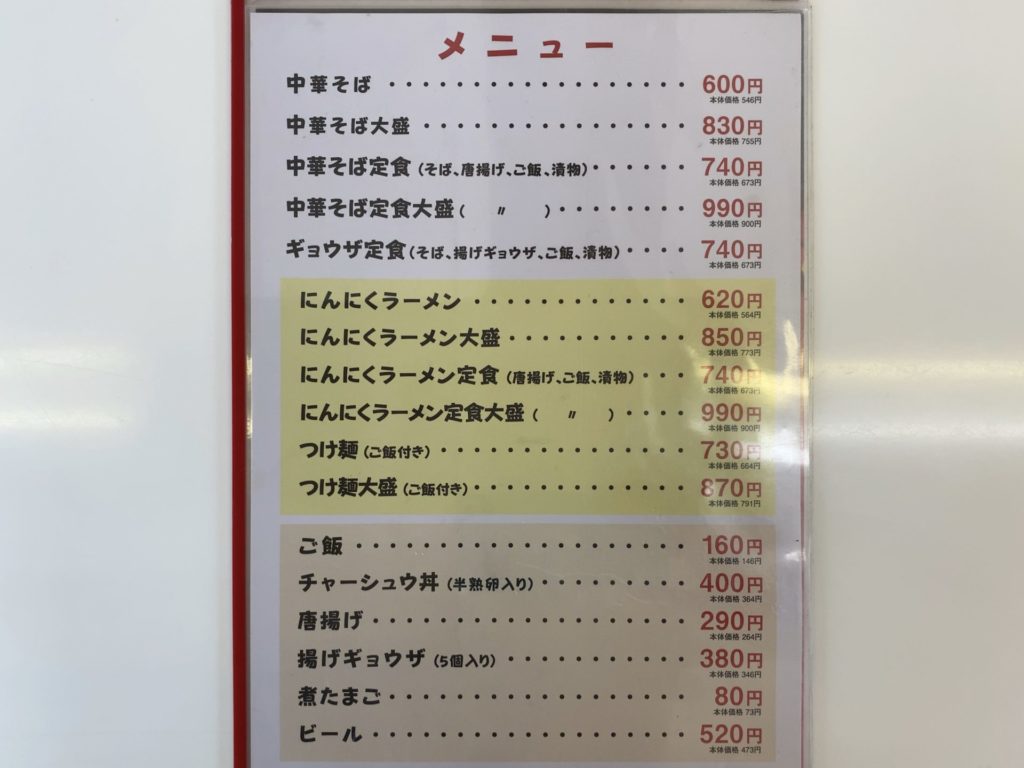 メニュー
中華そば ・・・・・・・・・・・・・・・・・・ 600円
本体価格 546円
中華そば大盛 ・・・・・・・・・・・・・・・・ 830円
本体価格 755円
中華そば定食 (そば、唐揚げ、ご飯、漬物)・・・・・・ 740円
本体価格 673円
中華そば定食大盛 ( 〃 )・・・・・・・・ 990円
本体価格 900円
ギョウザ定食 (そば、揚げギョウザ、ご飯、漬物) ・・・・ 740円
本体価格 673円
にんにくラーメン ・・・・・・・・・・・・・ 620円
本体価格 564円
にんにくラーメン大盛 ・・・・・・・・・・・ 850円
本体価格 773円
にんにくラーメン定食 (唐揚げ、ご飯、漬物) ・・・ 740円
本体価格 673円
にんにくラーメン定食大盛 ( 〃 ) ・・・・ 990円
本体価格 900円
つけ麺 (ご飯付き) ・・・・・・・・・・・・・・・ 730円
本体価格 664円
つけ麺大盛 (ご飯付き)・・・・・・・・・・・・・ 870円
本体価格 791円
ご飯 ・・・・・・・・・・・・・・・・・・ 160円
本体価格 146円
チャーシュウ丼 (半熟卵入り)・・・・・・・・・ 400円
本体価格 364円
唐揚げ ・・・・・・・・・・・・・・・・・ 290円
本体価格 264円
揚げギョウザ (5個入り) ・・・・・・・・・・ 380円
本体価格 346円
煮たまご ・・・・・・・・・・・・・・・・ 80円
本体価格 73円
ビール ・・・・・・・・・・・・・・・・・ 520円
本体価格 473円